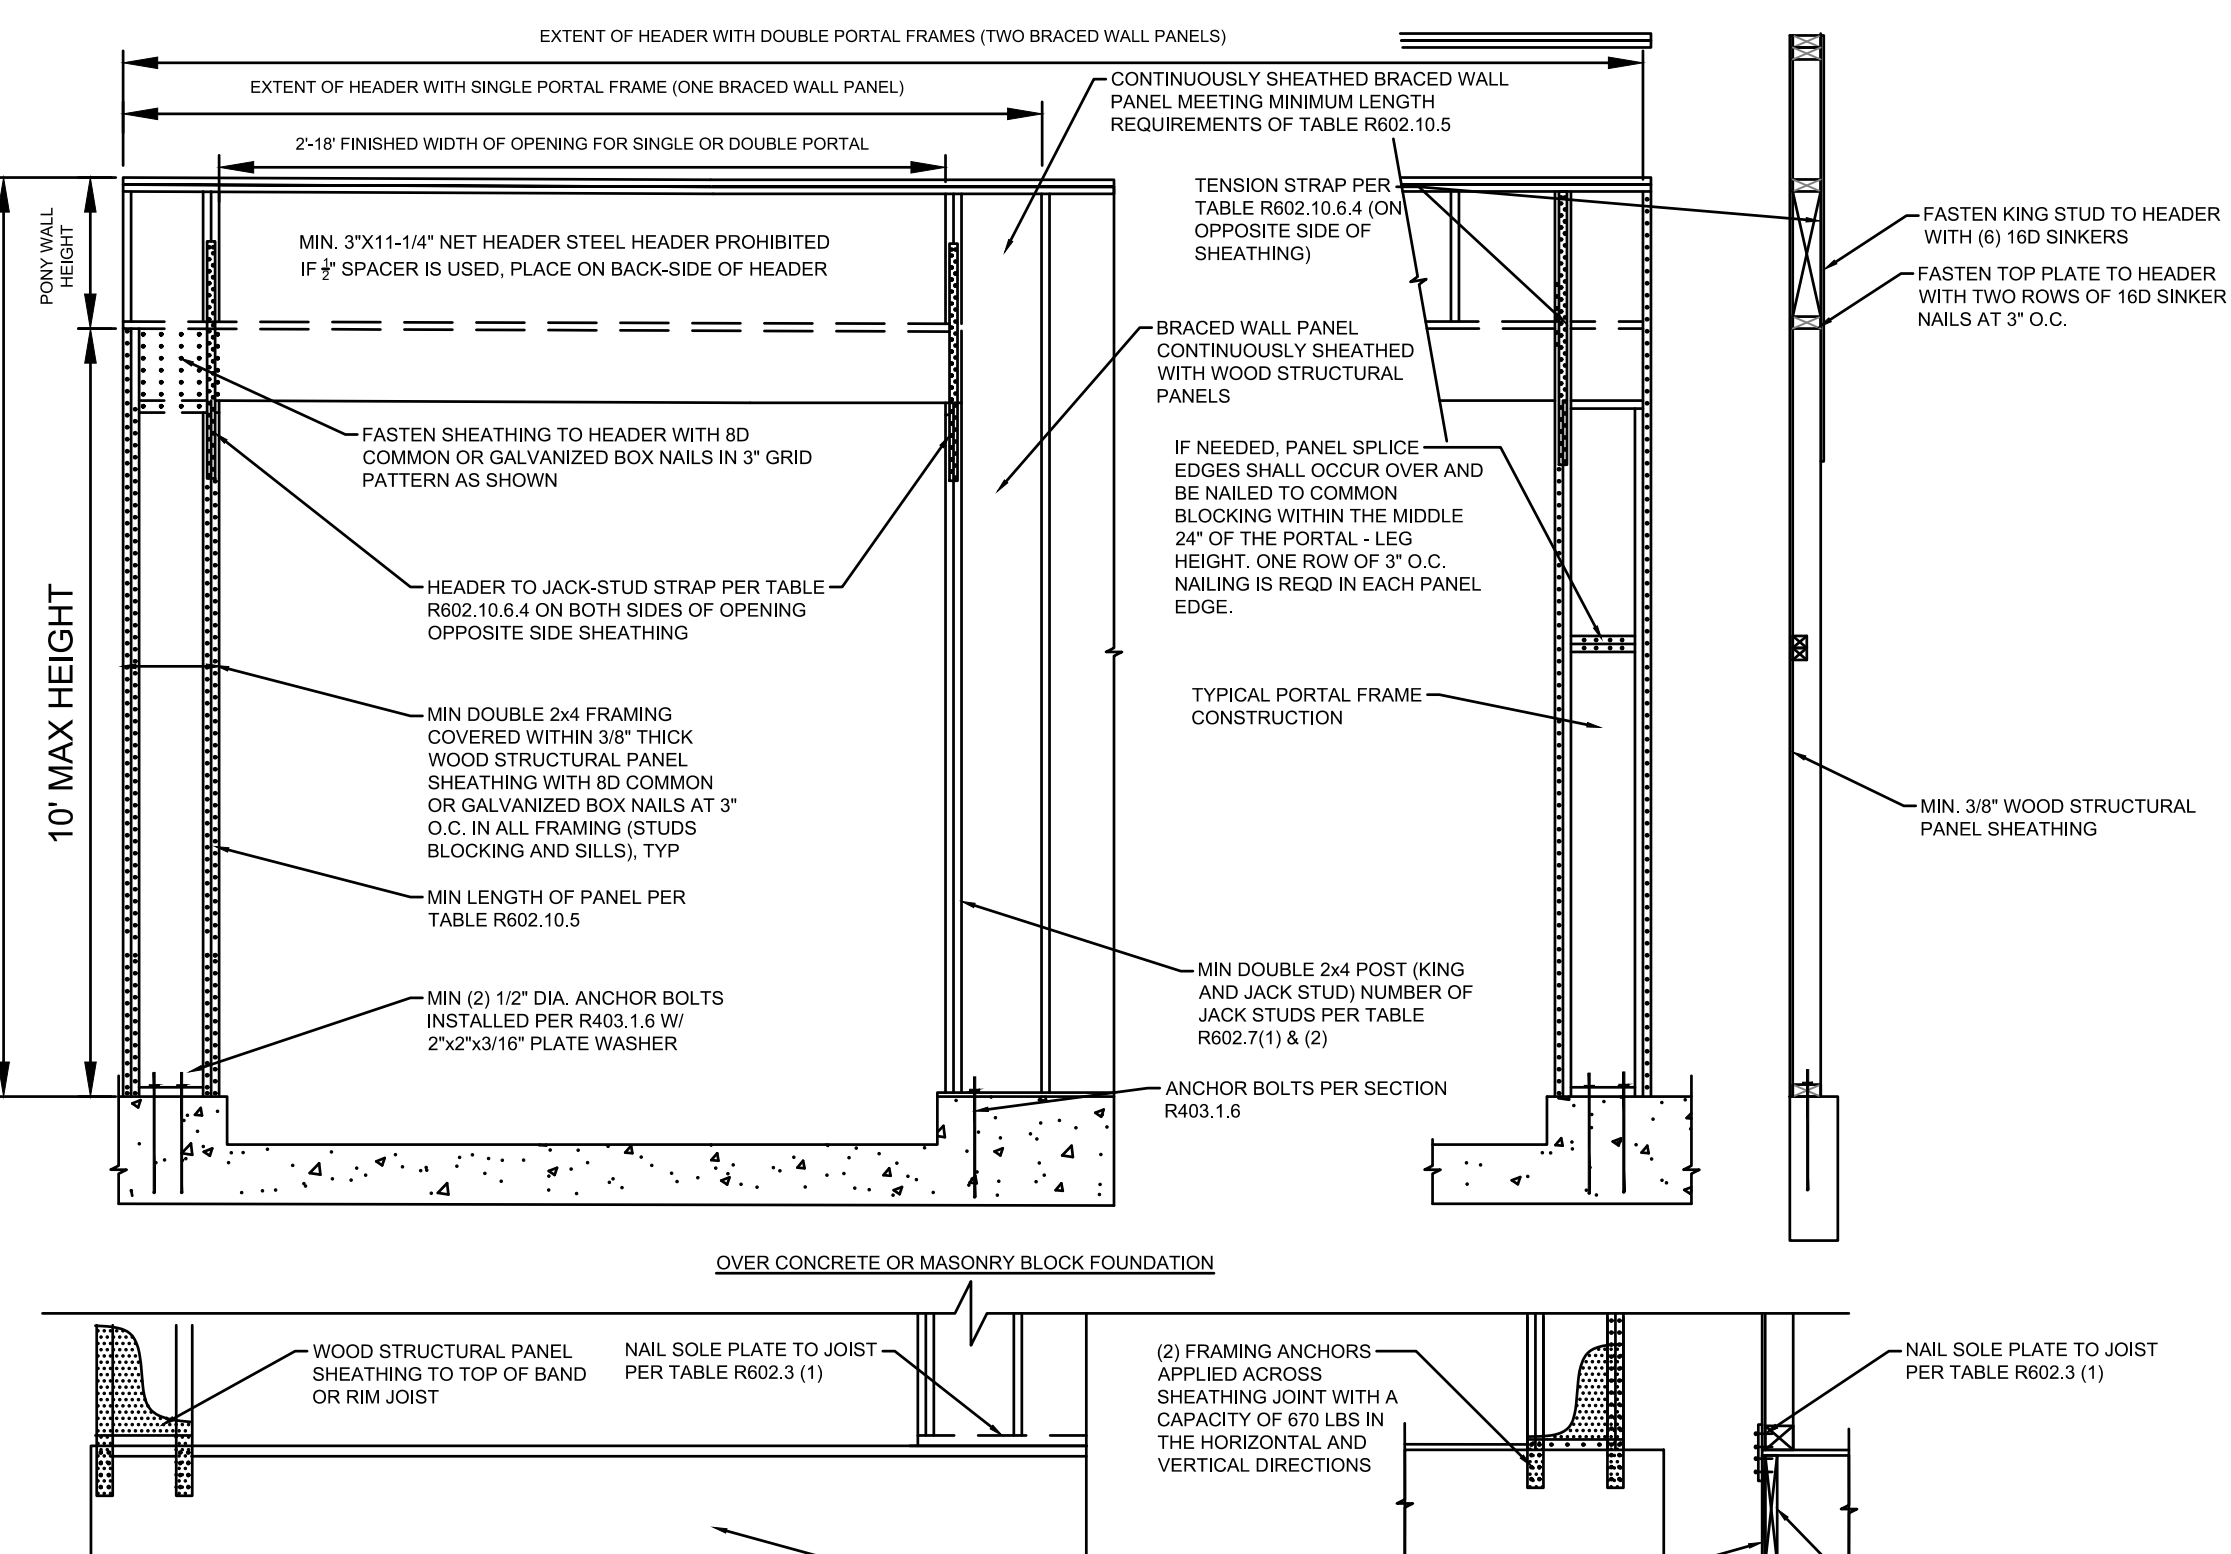 EXTENT OF HEADER WITH DOUBLE PORTAL FRAMES (TWO BRACED WALL PANELS)
EXTENT OF HEADER WITH SINGLE PORTAL FRAME (ONE BRACED WALL PANEL)
2'-18' FINISHED WIDTH OF OPENING FOR SINGLE OR DOUBLE PORTAL
PONY WALL
HEIGHT
10' MAX HEIGHT
MIN. 3"X11-1/4" NET HEADER STEEL HEADER PROHIBITED
IF 1/2" SPACER IS USED, PLACE ON BACK-SIDE OF HEADER
FASTEN SHEATHING TO HEADER WITH 8D
COMMON OR GALVANIZED BOX NAILS IN 3" GRID
PATTERN AS SHOWN
HEADER TO JACK-STUD STRAP PER TABLE
R602.10.6.4 ON BOTH SIDES OF OPENING
OPPOSITE SIDE SHEATHING
MIN DOUBLE 2x4 FRAMING
COVERED WITHIN 3/8" THICK
WOOD STRUCTURAL PANEL
SHEATHING WITH 8D COMMON
OR GALVANIZED BOX NAILS AT 3"
O.C. IN ALL FRAMING (STUDS
BLOCKING AND SILLS), TYP
MIN LENGTH OF PANEL PER
TABLE R602.10.5
MIN (2) 1/2" DIA. ANCHOR BOLTS
INSTALLED PER R403.1.6 W/
2"x2"x3/16" PLATE WASHER
CONTINUOUSLY SHEATHED BRACED WALL
PANEL MEETING MINIMUM LENGTH
REQUIREMENTS OF TABLE R602.10.5
TENSION STRAP PER
TABLE R602.10.6.4 (ON
OPPOSITE SIDE OF
SHEATHING)
BRACED WALL PANEL
CONTINUOUSLY SHEATHED
WITH WOOD STRUCTURAL
PANELS
IF NEEDED, PANEL SPLICE
EDGES SHALL OCCUR OVER AND
BE NAILED TO COMMON
BLOCKING WITHIN THE MIDDLE
24" OF THE PORTAL - LEG
HEIGHT. ONE ROW OF 3" O.C.
NAILING IS REQD IN EACH PANEL
EDGE.
TYPICAL PORTAL FRAME
CONSTRUCTION
MIN DOUBLE 2x4 POST (KING
AND JACK STUD) NUMBER OF
JACK STUDS PER TABLE
R602.7(1) & (2)
ANCHOR BOLTS PER SECTION
R403.1.6
FASTEN KING STUD TO HEADER
WITH (6) 16D SINKERS
FASTEN TOP PLATE TO HEADER
WITH TWO ROWS OF 16D SINKER
NAILS AT 3" O.C.
MIN. 3/8" WOOD STRUCTURAL
PANEL SHEATHING
OVER CONCRETE OR MASONRY BLOCK FOUNDATION
WOOD STRUCTURAL PANEL
SHEATHING TO TOP OF BAND
OR RIM JOIST
NAIL SOLE PLATE TO JOIST
PER TABLE R602.3 (1)
(2) FRAMING ANCHORS
APPLIED ACROSS
SHEATHING JOINT WITH A
CAPACITY OF 670 LBS IN
THE HORIZONTAL AND
VERTICAL DIRECTIONS
NAIL SOLE PLATE TO JOIST
PER TABLE R602.3 (1)